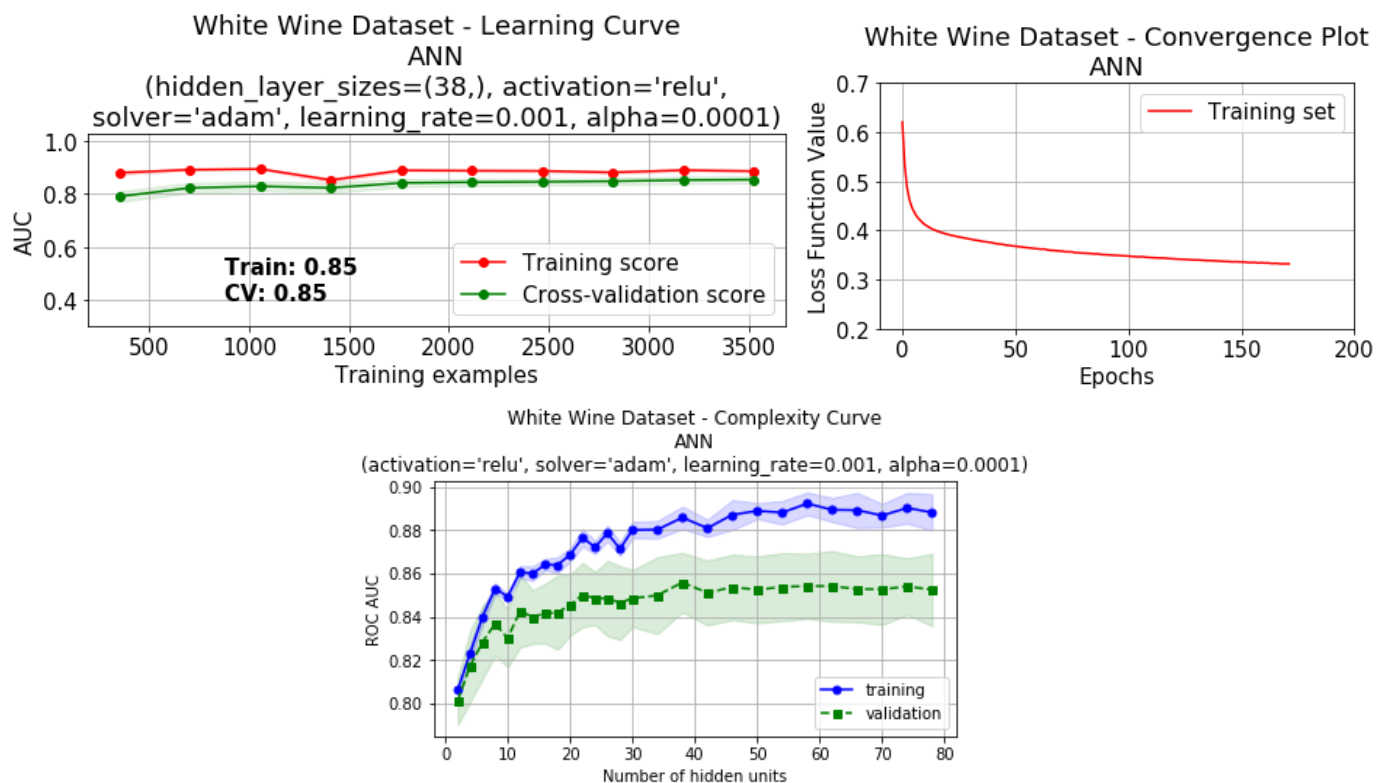 White Wine Dataset - Learning Curve
ANN
(hidden_layer_sizes=(38,), activation='relu',
solver='adam', learning_rate=0.001, alpha=0.0001)
1.0
0.8
0.6
0.4
AUC
Train: 0.85
CV: 0.85
Training score
Cross-validation score
500 1000 1500 2000 2500 3000 3500
Training examples
White Wine Dataset - Convergence Plot
ANN
0.7
0.6
0.5
0.4
0.3
0.2
Loss Function Value
Training set
0 50 100 150 200
Epochs
White Wine Dataset - Complexity Curve
ANN
(activation='relu', solver='adam', learning_rate=0.001, alpha=0.0001)
0.90
0.88
0.86
0.84
0.82
0.80
ROC AUC
training
validation
0 10 20 30 40 50 60 70 80
Number of hidden units